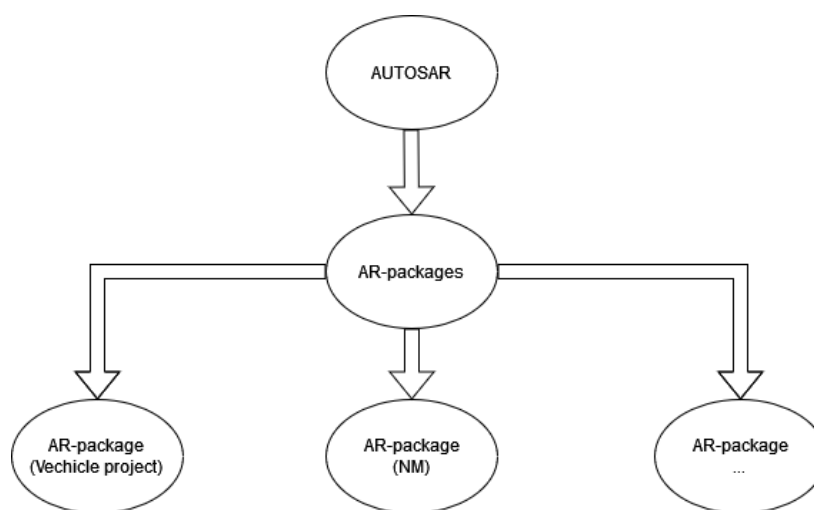 AUTOSAR
AR-packages
AR-package
(Vechicle project)
AR-package
(NM)
AR-package
...